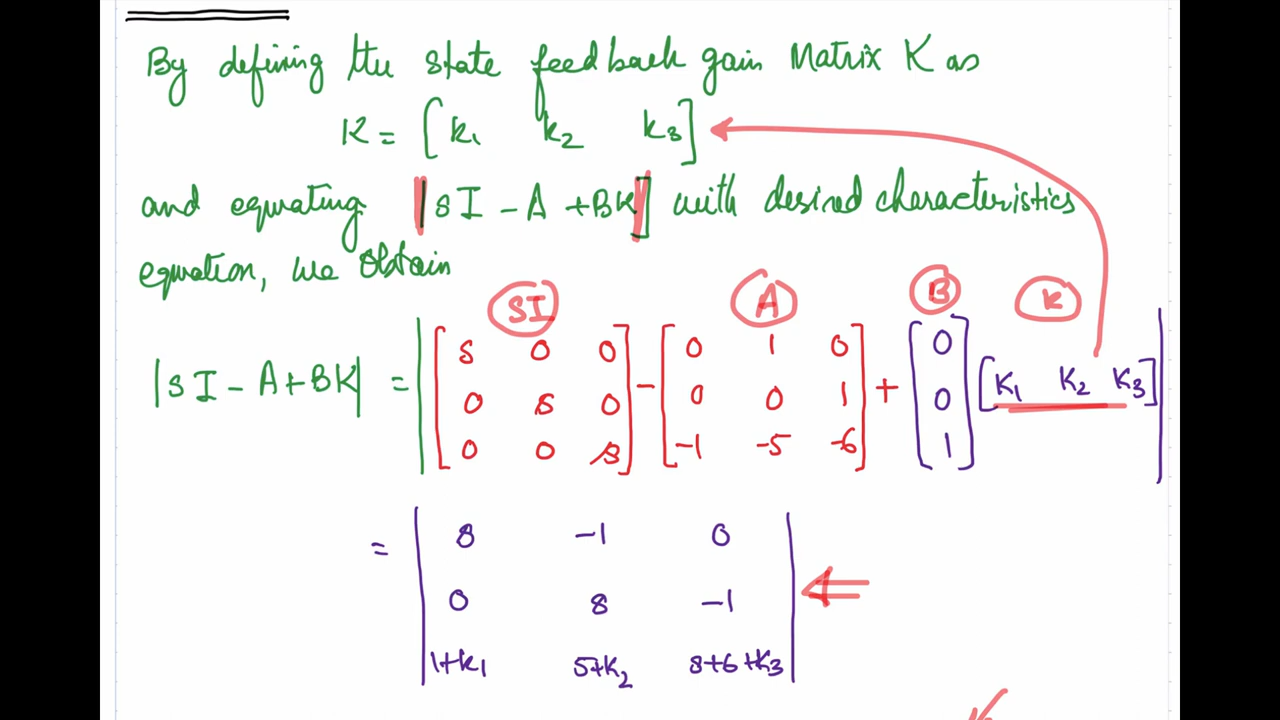 By defining the state feedback gain Matrix K as
K = [k1 k2 k3]
and equating |SI - A + BK| with desired characteristics
equation, we obtain
SI A B K
|SI - A + BK| = | [s 0 0; 0 s 0; 0 0 s] - [0 1 0; 0 0 1; -1 -5 -6] + [0; 0; 1] [K1 K2 K3] |
= | s -1 0
0 s -1
1+k1 5+K2 s+6+K3 |